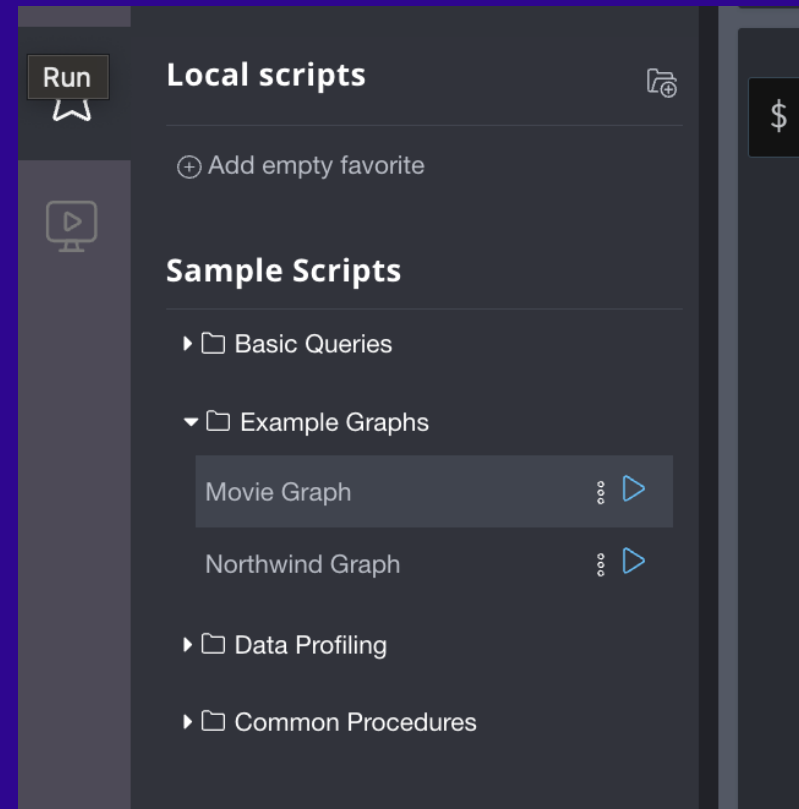 Run
Local scripts
Add empty favorite
Sample Scripts
Basic Queries
Example Graphs
Movie Graph
Northwind Graph
Data Profiling
Common Procedures
$